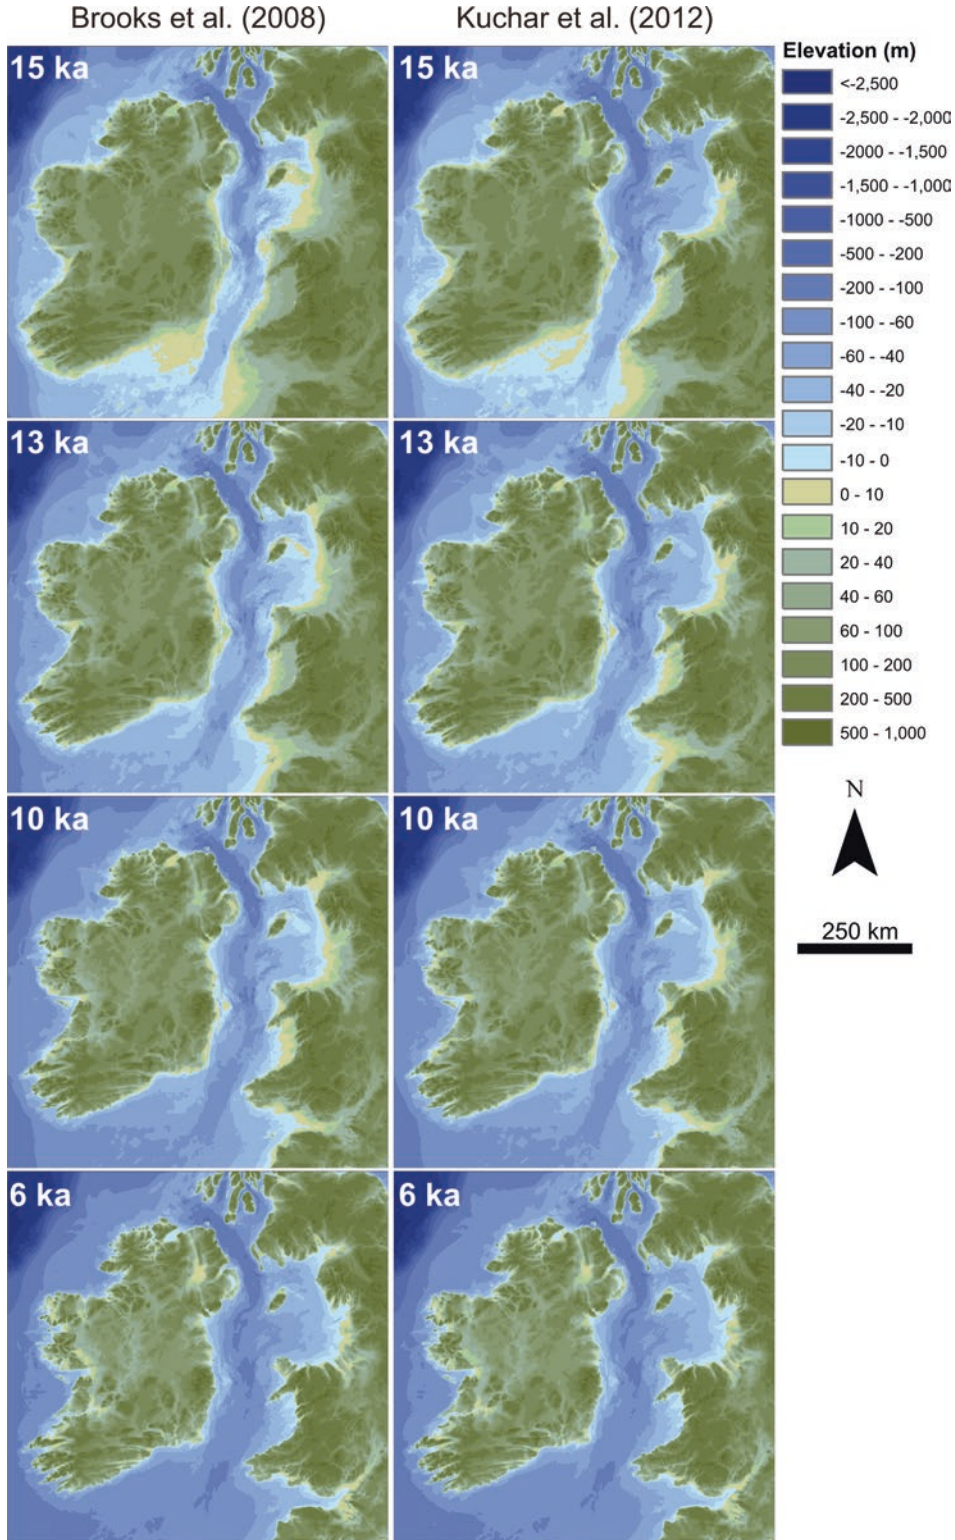 Brooks et al. (2008)
Kuchar et al. (2012)
15 ka
15 ka
13 ka
13 ka
10 ka
10 ka
6 ka
6 ka
Elevation (m)
<-2,500
-2,500 - -2,000
-2000 - -1,500
-1,500 - -1,000
-1000 - -500
-500 - -200
-200 - -100
-100 - -60
-60 - -40
-40 - -20
-20 - -10
-10 - 0
0 - 10
10 - 20
20 - 40
40 - 60
60 - 100
100 - 200
200 - 500
500 - 1,000
N
250 km